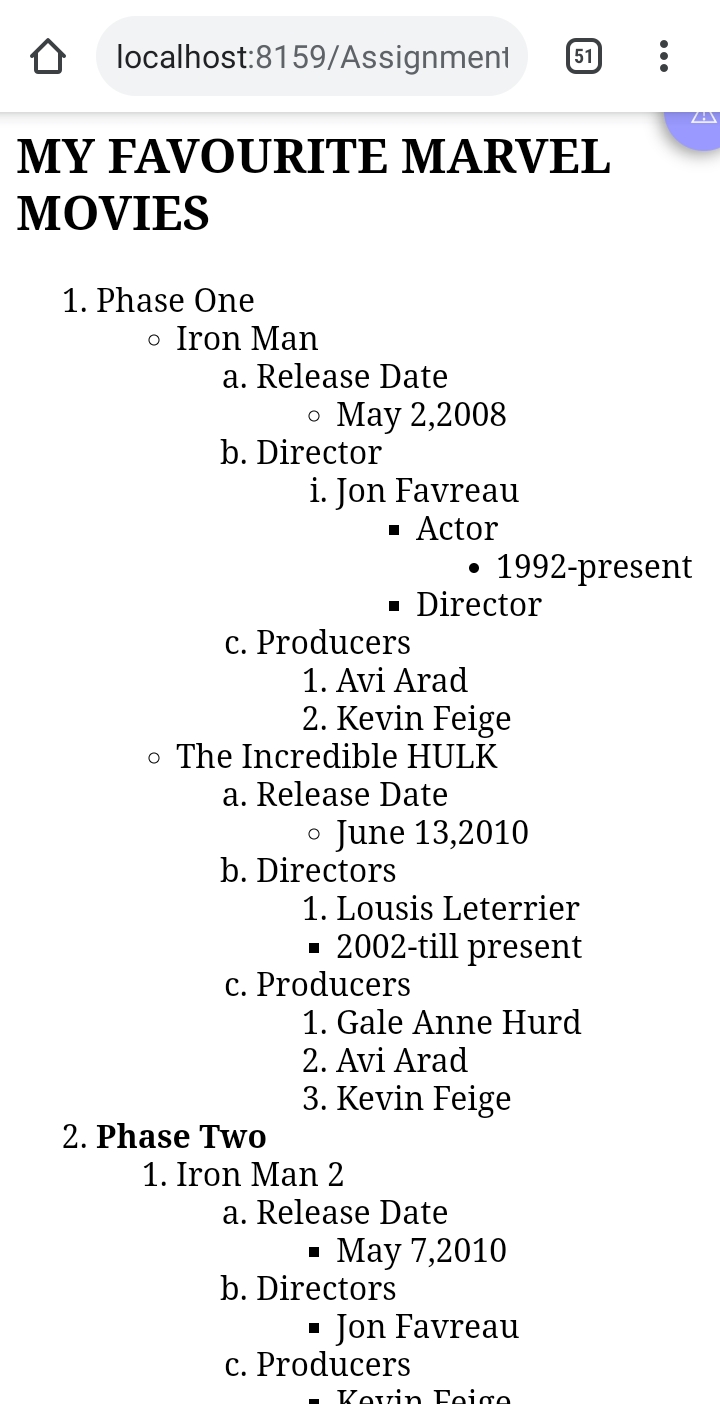 localhost:8159/Assignment
51
MY FAVOURITE MARVEL
MOVIES
1. Phase One
Iron Man
a. Release Date
May 2,2008
b. Director
i. Jon Favreau
Actor
1992-present
Director
c. Producers
1. Avi Arad
2. Kevin Feige
The Incredible HULK
a. Release Date
June 13,2010
b. Directors
1. Lousis Leterrier
2002-till present
c. Producers
1. Gale Anne Hurd
2. Avi Arad
3. Kevin Feige
2. Phase Two
1. Iron Man 2
a. Release Date
May 7,2010
b. Directors
Jon Favreau
c. Producers
Kevin Feige